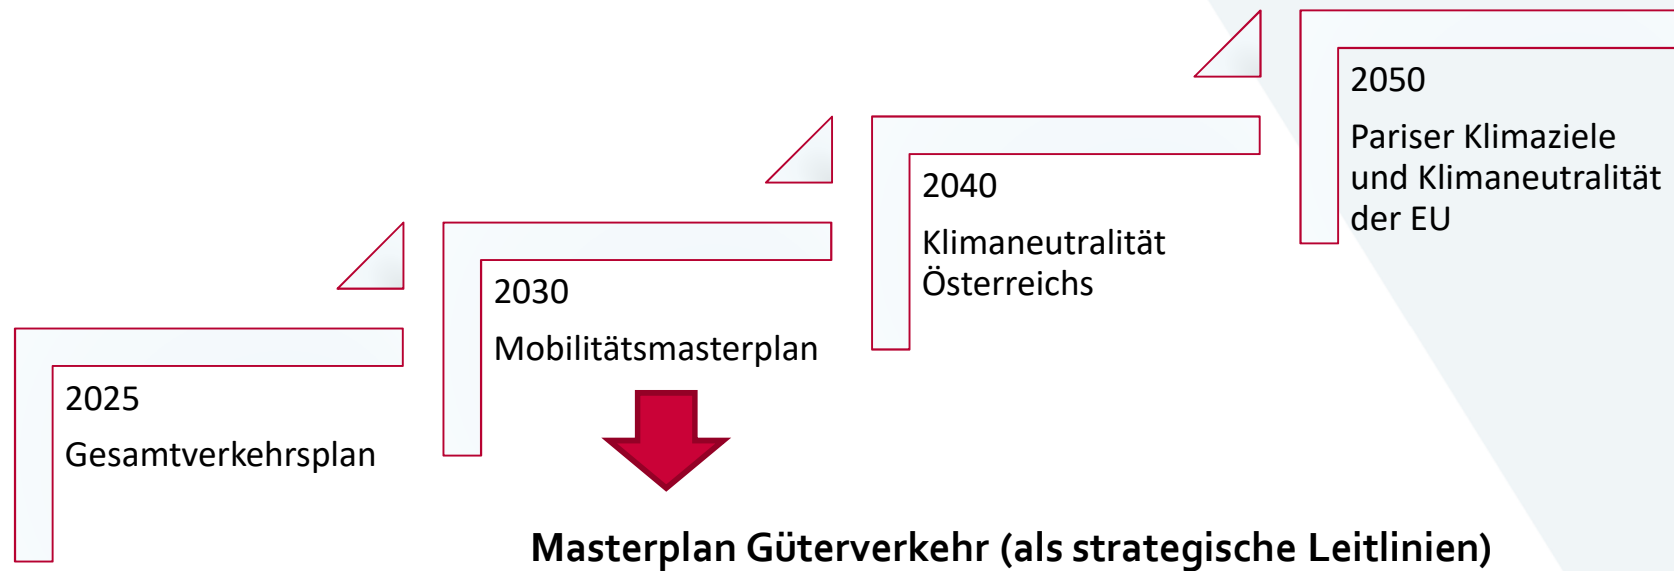 2025
Gesamtverkehrsplan
2030
Mobilitätsmasterplan
2040
Klimaneutralität
Österreichs
2050
Pariser Klimaziele
und Klimaneutralität
der EU
Masterplan Güterverkehr (als strategische Leitlinien)